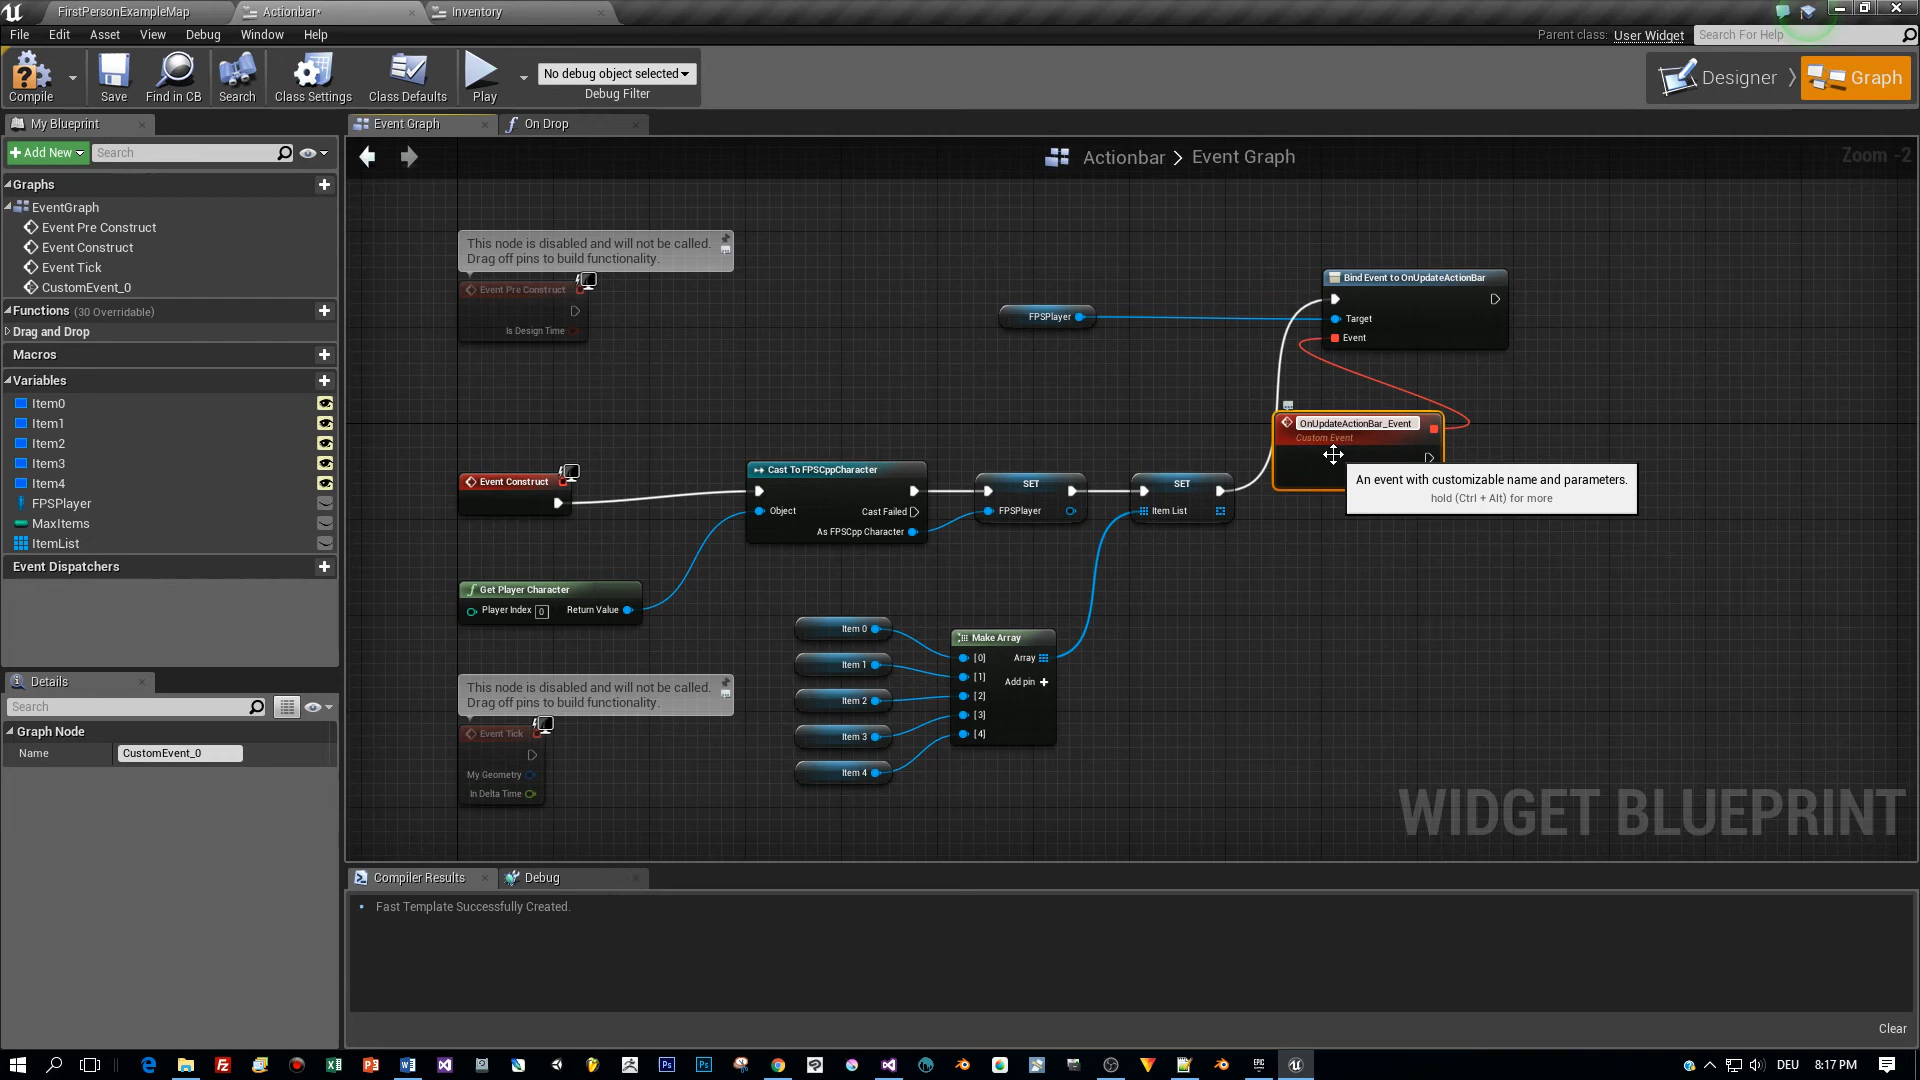 FirstPersonExampleMap
Actionbar*
Inventory
File
Edit
Asset
View
Debug
Window
Help
Parent class:
User Widget
Search For Help
Compile
Save
Find in CB
Search
Class Settings
Class Defaults
Play
No debug object selected
Debug Filter
Designer
Graph
My Blueprint
Event Graph
On Drop
Add New
Search
Actionbar > Event Graph
Zoom -2
Graphs
EventGraph
Event Pre Construct
Event Construct
Event Tick
CustomEvent_0
Functions (30 Overridable)
Drag and Drop
Macros
Variables
Item0
Item1
Item2
Item3
Item4
FPSPlayer
MaxItems
ItemList
Event Dispatchers
Details
Search
Graph Node
Name
CustomEvent_0
This node is disabled and will not be called.
Drag off pins to build functionality.
Event Pre Construct
Is Design Time
FPSPlayer
Bind Event to OnUpdateActionBar
Target
Event
OnUpdateActionBar_Event
Custom Event
An event with customizable name and parameters.
hold (Ctrl + Alt) for more
Event Construct
Cast To FPSCppCharacter
Object
Cast Failed
As FPSCpp Character
SET
FPSPlayer
SET
Item List
Get Player Character
Player Index 0
Return Value
Item 0
Item 1
Item 2
Item 3
Item 4
Make Array
[0]
[1]
[2]
[3]
[4]
Array
Add pin +
This node is disabled and will not be called.
Drag off pins to build functionality.
Event Tick
My Geometry
In Delta Time
WIDGET BLUEPRINT
Compiler Results
Debug
• Fast Template Successfully Created.
Clear
DEU
8:17 PM